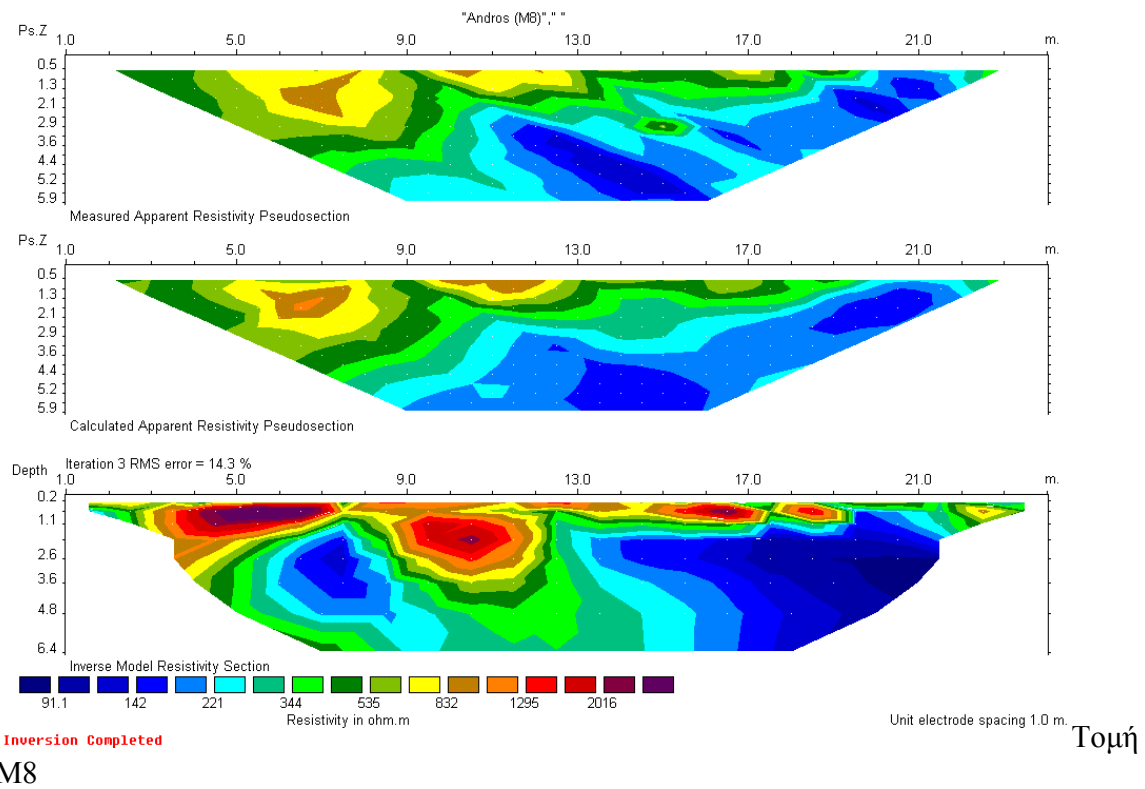 "Andros (M8)"," "
Ps.Z 1.0 5.0 9.0 13.0 17.0 21.0 m.
0.5
1.3
2.1
2.9
3.6
4.4
5.2
5.9
Measured Apparent Resistivity Pseudosection
Ps.Z 1.0 5.0 9.0 13.0 17.0 21.0 m.
0.5
1.3
2.1
2.9
3.6
4.4
5.2
5.9
Calculated Apparent Resistivity Pseudosection
Depth Iteration 3 RMS error = 14.3 %
1.0 5.0 9.0 13.0 17.0 21.0 m.
0.2
1.1
2.6
3.6
4.8
6.4
Inverse Model Resistivity Section
91.1 142 221 344 535 832 1295 2016
Resistivity in ohm.m
Unit electrode spacing 1.0 m.
Inversion Completed
Τομή
M8